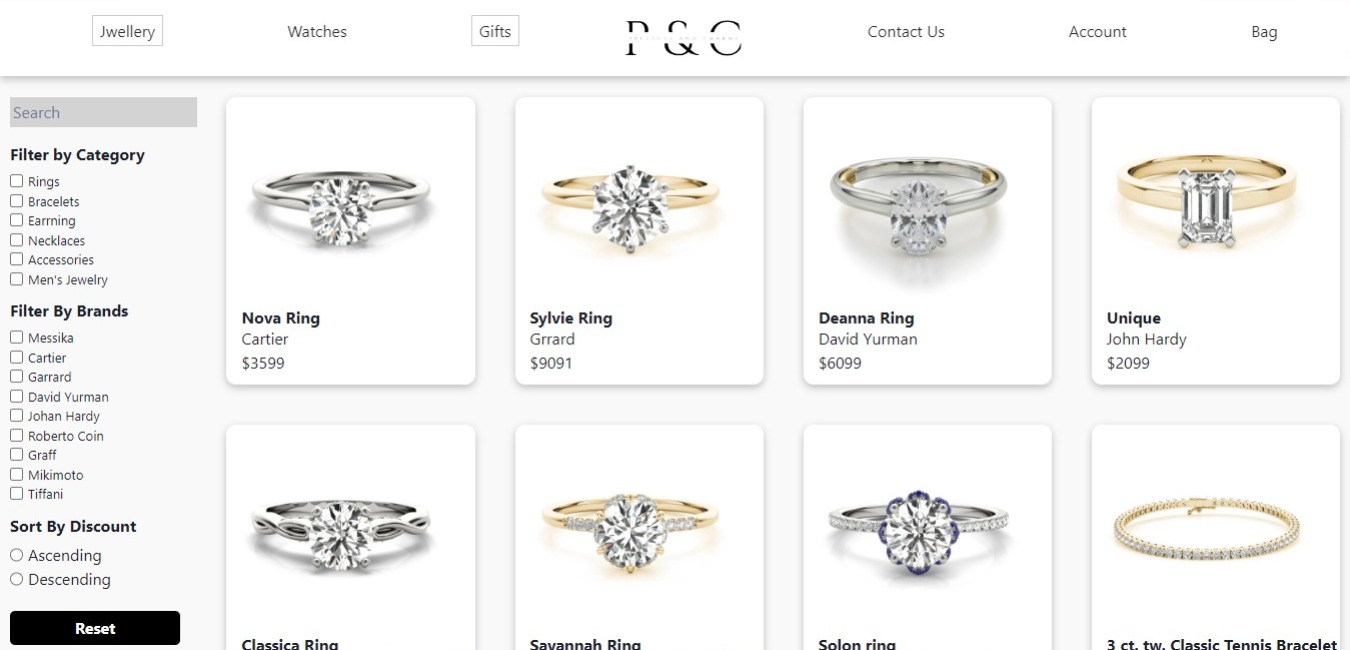 Jwellery
Watches
Gifts
P & C
Contact Us
Account
Bag
Search
Filter by Category
Rings
Bracelets
Earrning
Necklaces
Accessories
Men's Jewelry
Filter By Brands
Messika
Cartier
Garrard
David Yurman
Johan Hardy
Roberto Coin
Graff
Mikimoto
Tiffani
Sort By Discount
Ascending
Descending
Reset
Nova Ring
Cartier
$3599
Sylvie Ring
Grrard
$9091
Deanna Ring
David Yurman
$6099
Unique
John Hardy
$2099
Classica Ring
Savannah Ring
Solon ring
3 ct. tw. Classic Tennis Bracelet